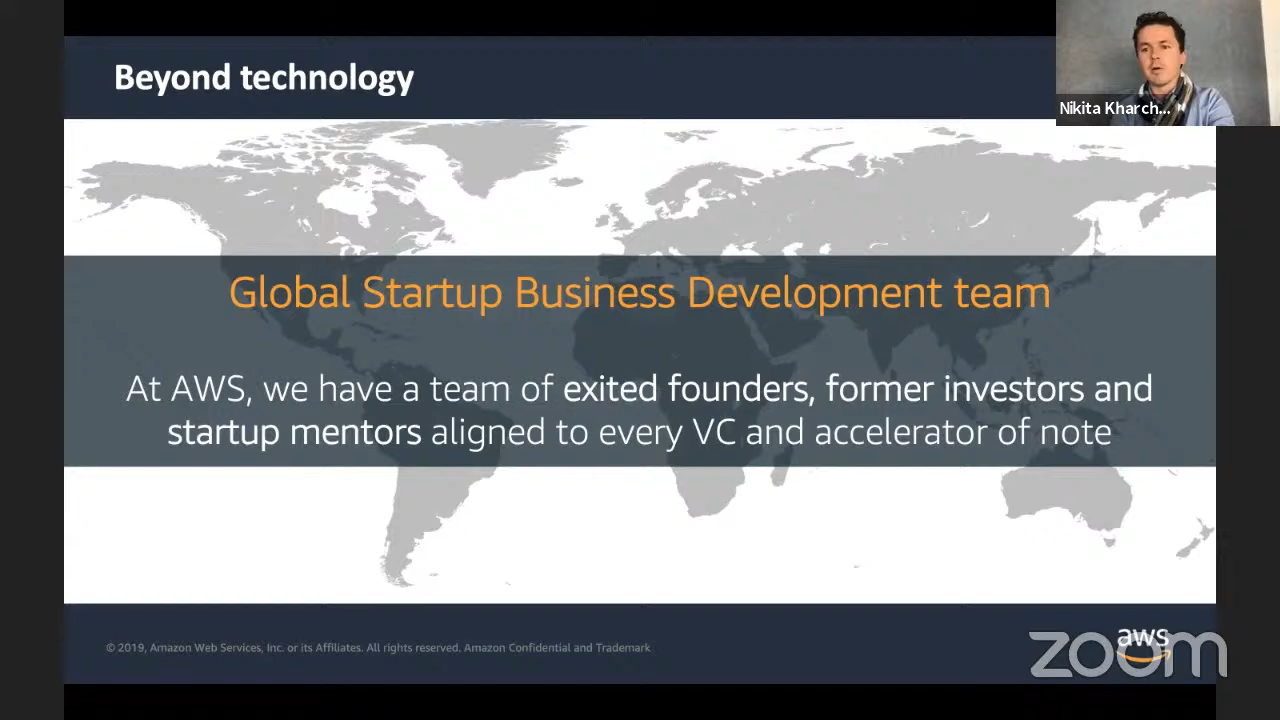 Beyond technology
Nikita Kharch...
Global Startup Business Development team
At AWS, we have a team of exited founders, former investors and
startup mentors aligned to every VC and accelerator of note
© 2019, Amazon Web Services, Inc. or its Affiliates. All rights reserved. Amazon Confidential and Trademark
aws
zoom